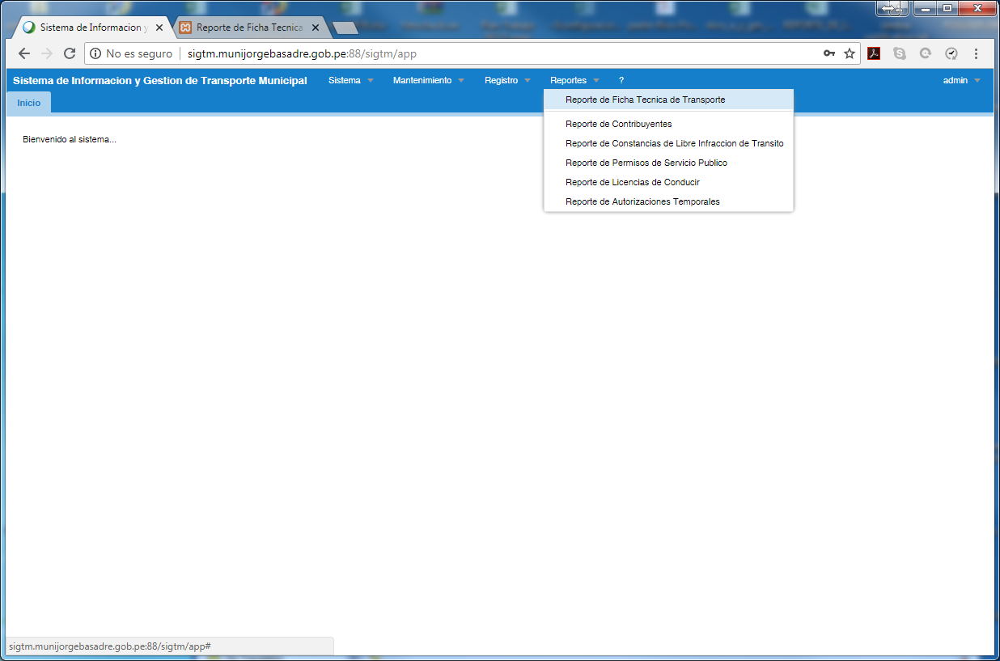 Sistema de Informacion y
Reporte de Ficha Tecnica
No es seguro
sigtm.munijorgebasadre.gob.pe:88/sigtm/app
Sistema de Informacion y Gestion de Transporte Municipal
Sistema
Mantenimiento
Registro
Reportes
?
admin
Inicio
Reporte de Ficha Tecnica de Transporte
Reporte de Contribuyentes
Reporte de Constancias de Libre Infraccion de Transito
Reporte de Permisos de Servicio Publico
Reporte de Licencias de Conducir
Reporte de Autorizaciones Temporales
Bienvenido al sistema...
sigtm.munijorgebasadre.gob.pe:88/sigtm/app#